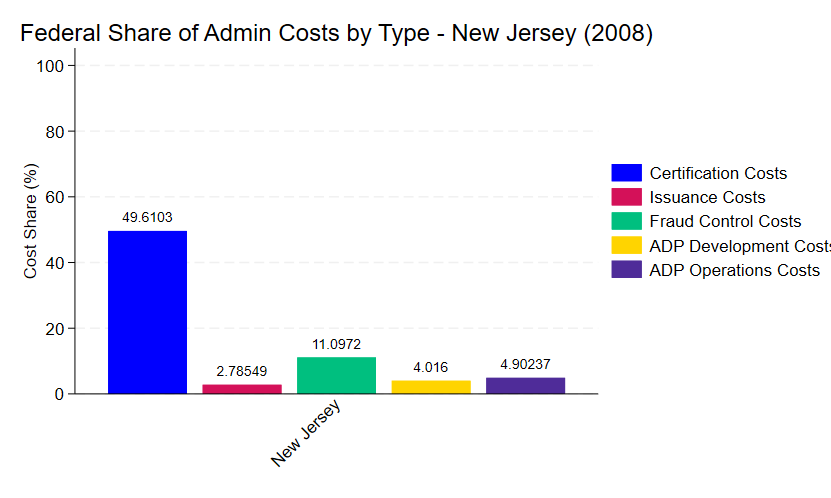 Federal Share of Admin Costs by Type - New Jersey (2008)
100
80
60
40
20
0
Cost Share (%)
49.6103
2.78549
11.0972
4.016
4.90237
New Jersey
Certification Costs
Issuance Costs
Fraud Control Costs
ADP Development Costs
ADP Operations Costs